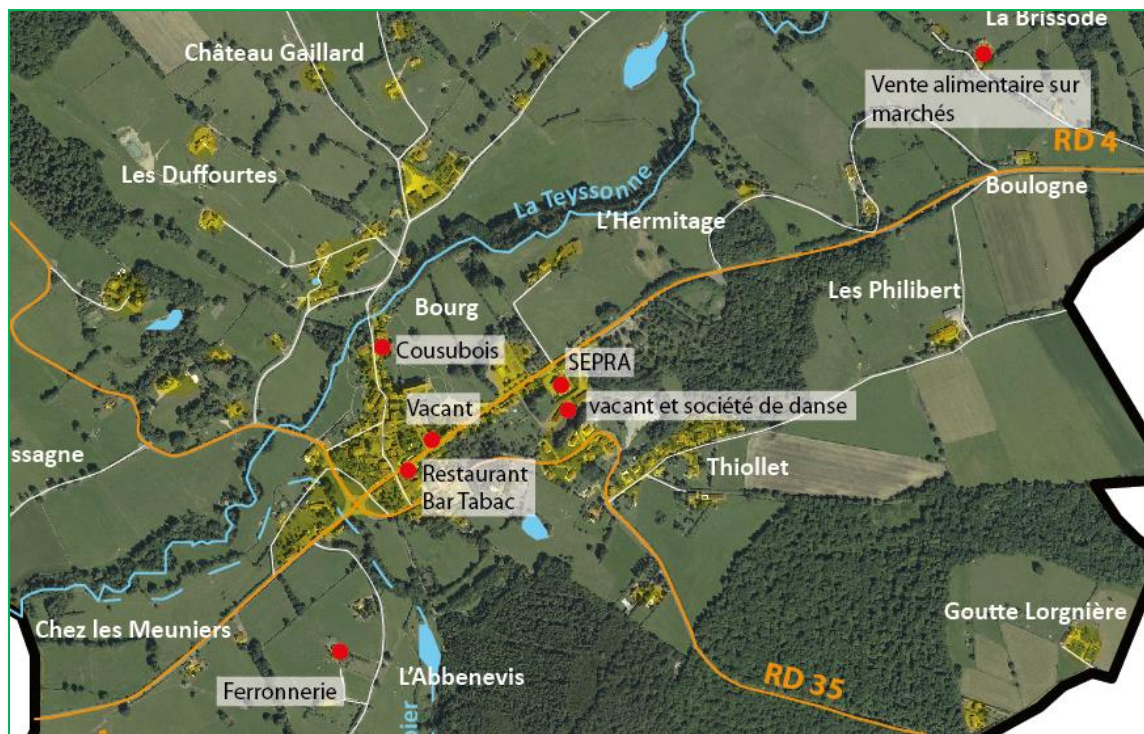 La Brissode
Château Gaillard
Vente alimentaire sur
marchés
RD 4
Les Duffourtes
La Teyssonne
Boulogne
L'Hermitage
Les Philibert
Bourg
Cousubois
SEPRA
Vacant
vacant et société de danse
ssagne
Restaurant
Bar Tabac
Thiollet
Goutte Lorgnière
Chez les Meuniers
L'Abbenevis
RD 35
Ferronnerie
pier